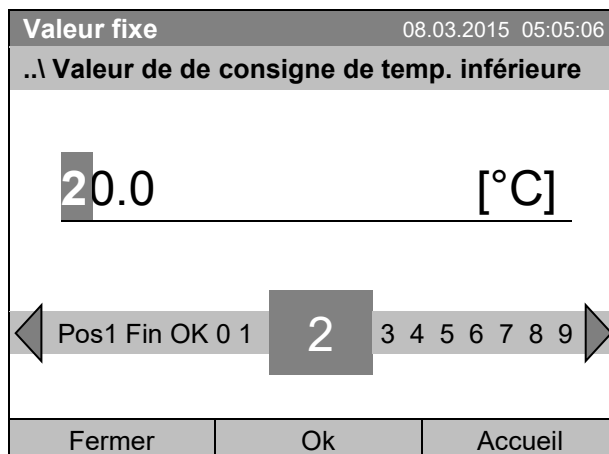 Valeur fixe 08.03.2015 05:05:06
..\ Valeur de de consigne de temp. inférieure
20.0 [°C]
Pos1 Fin OK 0 1 2 3 4 5 6 7 8 9
Fermer Ok Accueil